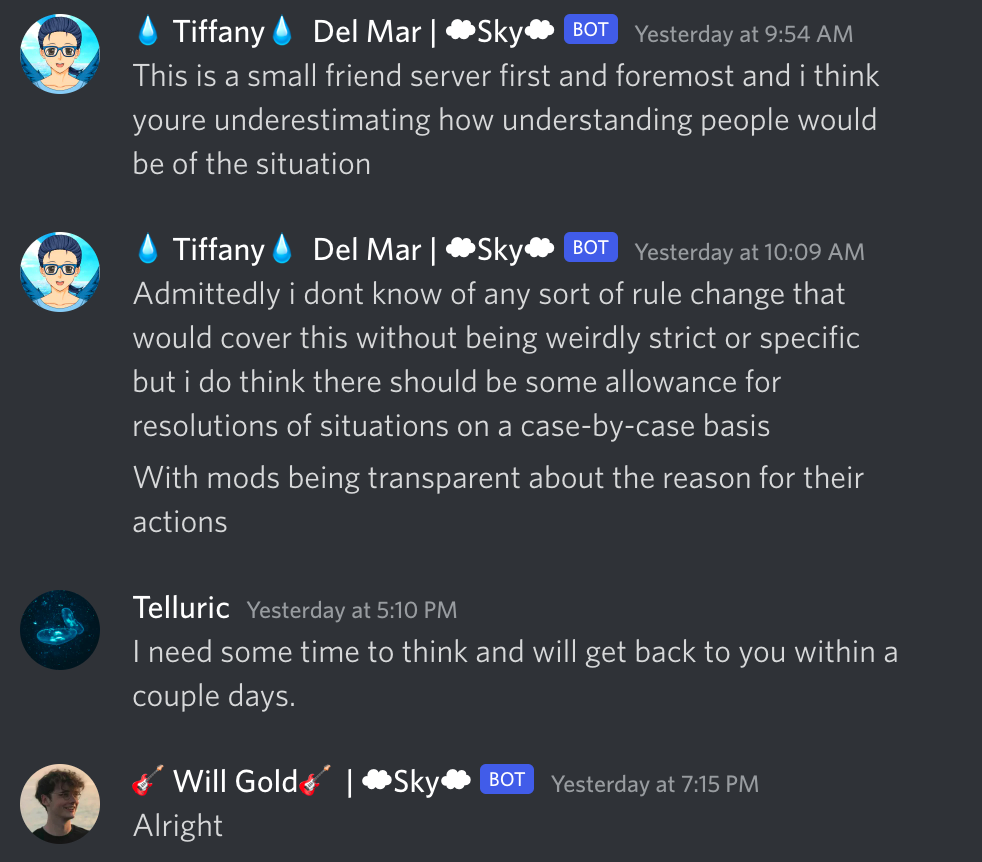 💧 Tiffany💧 Del Mar | ☁Sky☁ BOT Yesterday at 9:54 AM
This is a small friend server first and foremost and i think
youre underestimating how understanding people would
be of the situation
💧 Tiffany💧 Del Mar | ☁Sky☁ BOT Yesterday at 10:09 AM
Admittedly i dont know of any sort of rule change that
would cover this without being weirdly strict or specific
but i do think there should be some allowance for
resolutions of situations on a case-by-case basis
With mods being transparent about the reason for their
actions
Telluric Yesterday at 5:10 PM
I need some time to think and will get back to you within a
couple days.
🎸 Will Gold🎸 | ☁Sky☁ BOT Yesterday at 7:15 PM
Alright